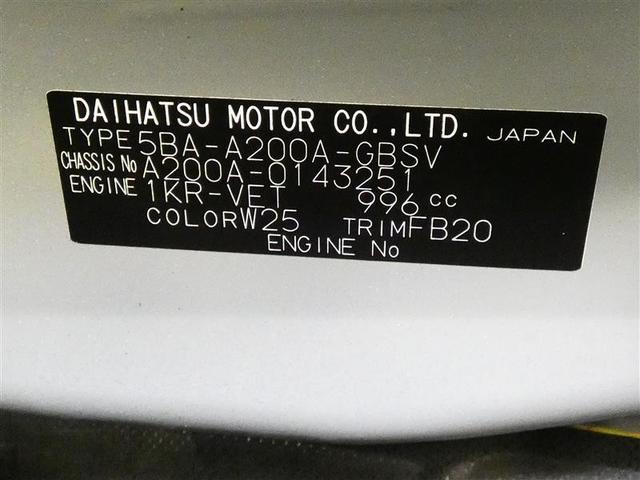 DAIHATSU MOTOR CO.,LTD. JAPAN
TYPE 5BA-A200A-GBSV
CHASSIS No A200A-0143251
ENGINE 1KR-VET 996 cc
COLOR W25 TRIM FB20
ENGINE No